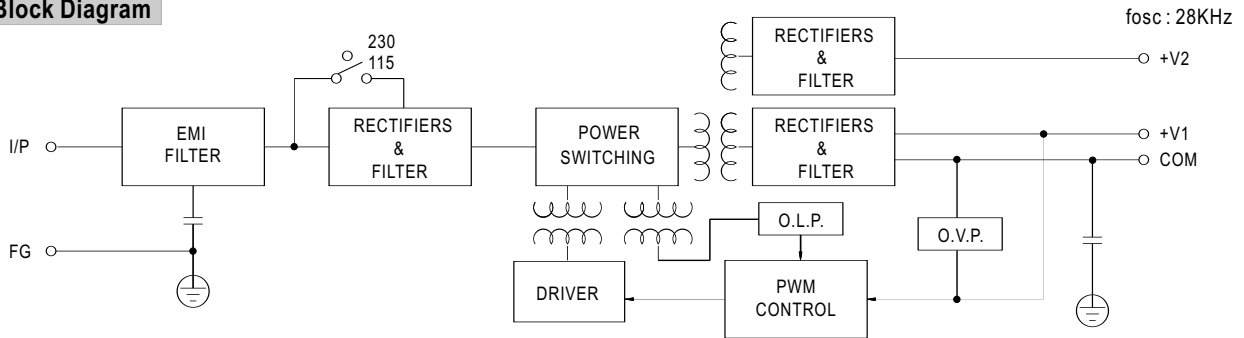 Block Diagram
fosc : 28KHz
230
115
I/P
EMI
FILTER
RECTIFIERS
&
FILTER
POWER
SWITCHING
RECTIFIERS
&
FILTER
+V2
RECTIFIERS
&
FILTER
+V1
COM
FG
O.L.P.
O.V.P.
DRIVER
PWM
CONTROL